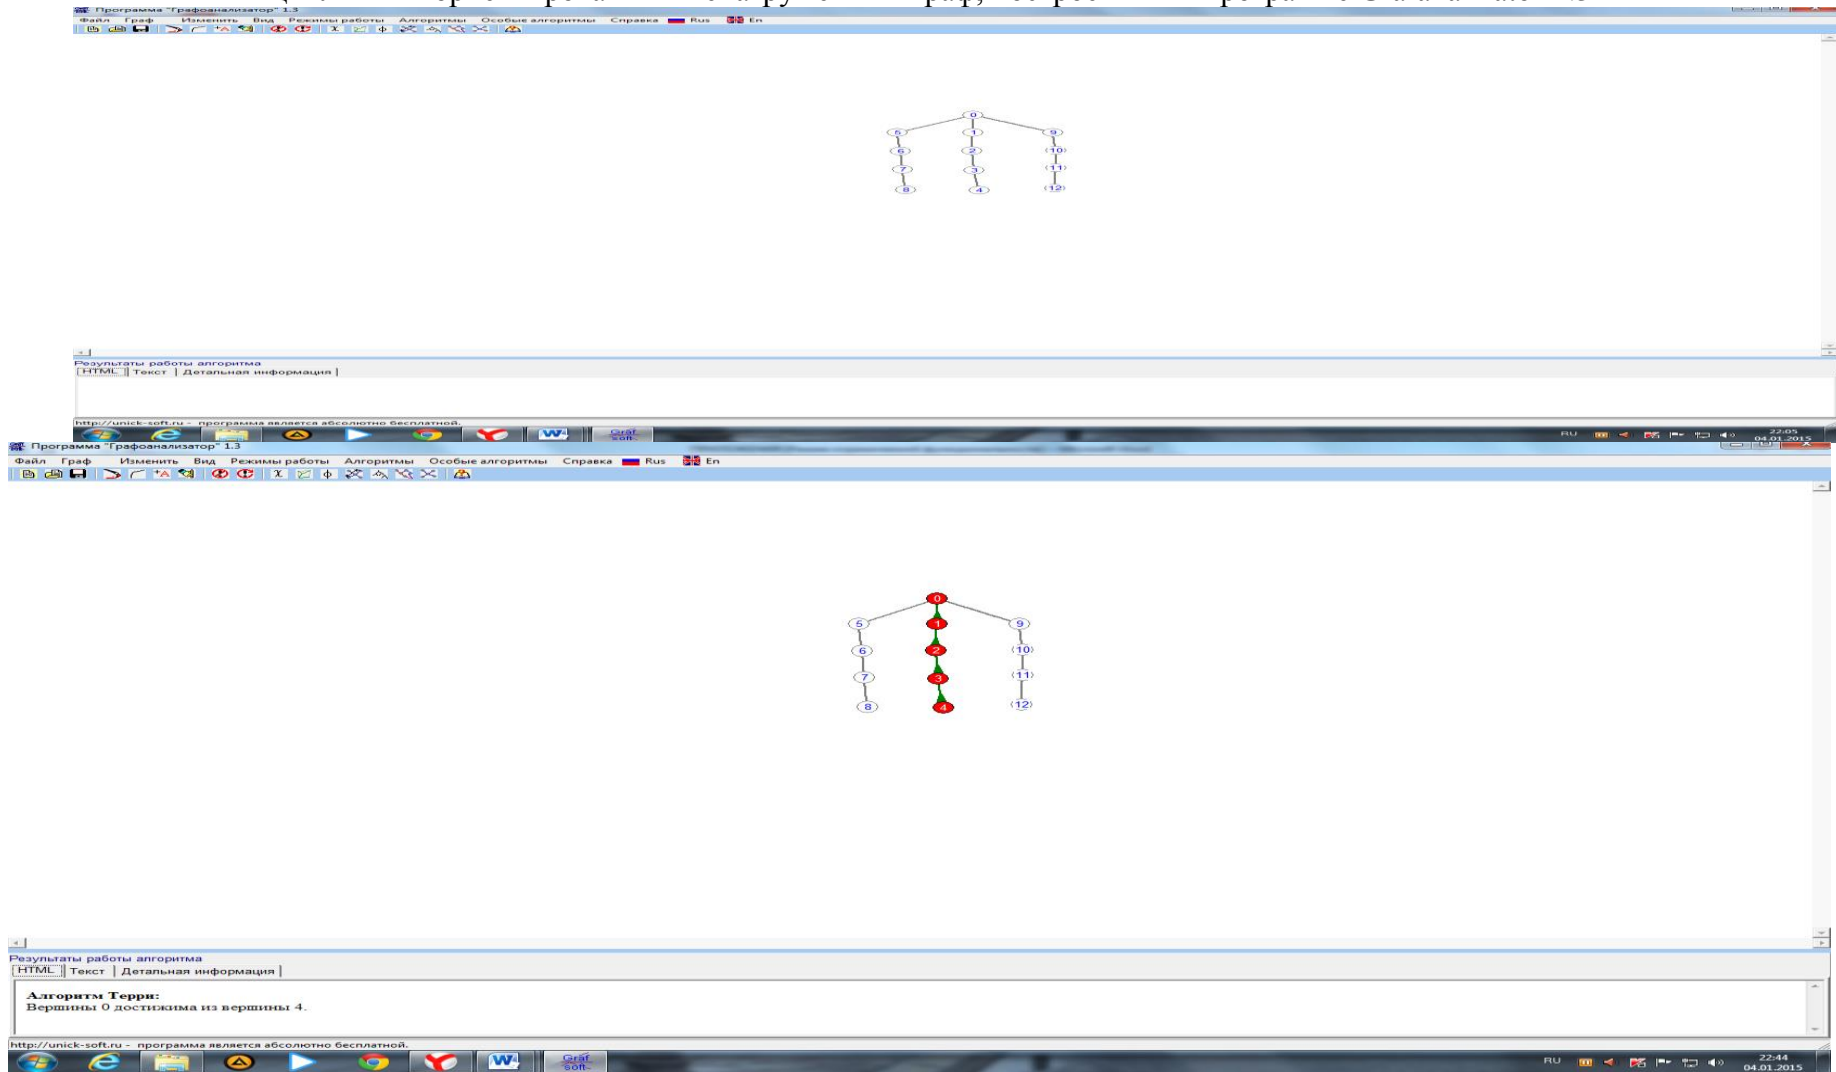 Программа "Графоанализатор" 1.3
Файл Граф Изменить Вид Режимы работы Алгоритмы Особые алгоритмы Справка Rus En
0
5 1 9
6 2 (10)
7 3 (11)
8 4 (12)
Результаты работы алгоритма
HTML Текст Детальная информация
http://unick-soft.ru - программа является абсолютно бесплатной.
RU 22:05
04.01.2015
Программа "Графоанализатор" 1.3
Файл Граф Изменить Вид Режимы работы Алгоритмы Особые алгоритмы Справка Rus En
0
5 1 9
6 2 (10)
7 3 (11)
8 4 (12)
Результаты работы алгоритма
HTML Текст Детальная информация
Алгоритм Терри:
Вершины 0 достижима из вершины 4.
http://unick-soft.ru - программа является абсолютно бесплатной.
Graf soft-
RU 22:44
04.01.2015